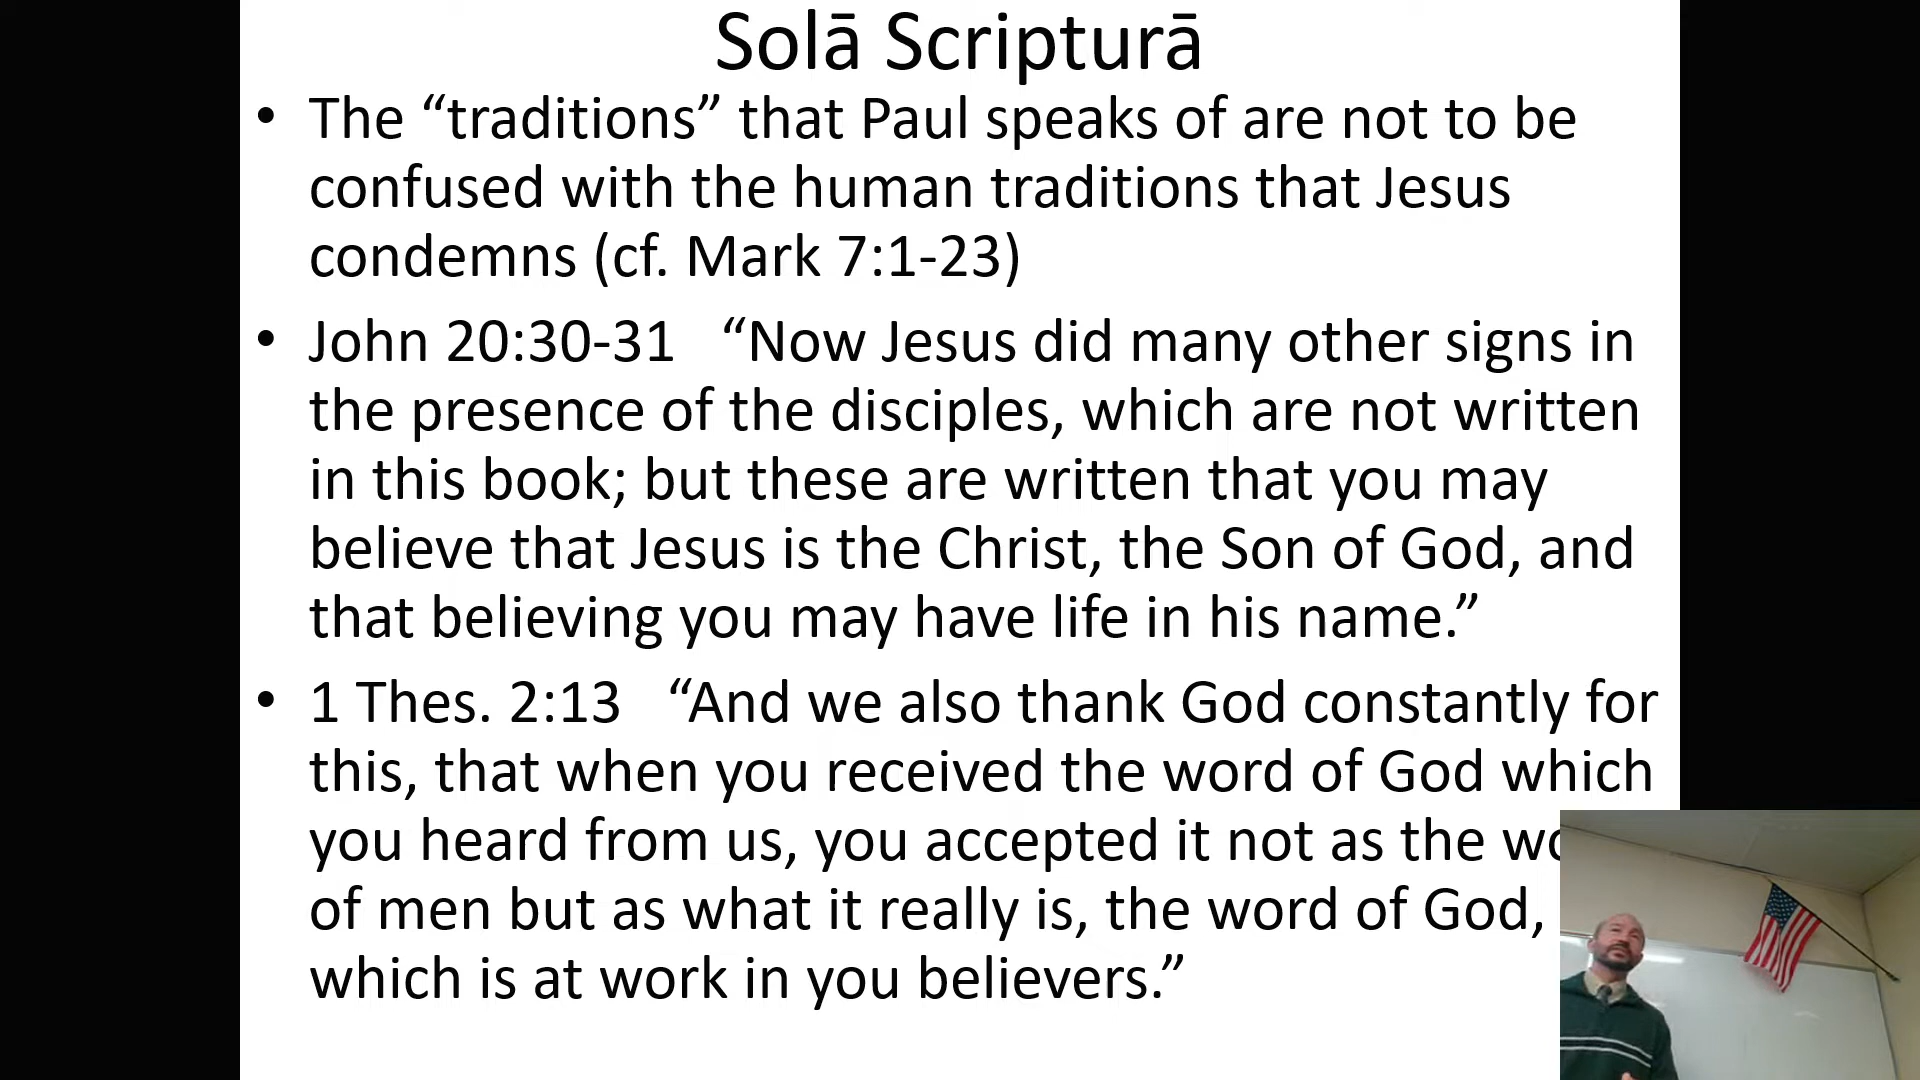 Solā Scripturā
• The “traditions” that Paul speaks of are not to be
confused with the human traditions that Jesus
condemns (cf. Mark 7:1-23)
• John 20:30-31 “Now Jesus did many other signs in
the presence of the disciples, which are not written
in this book; but these are written that you may
believe that Jesus is the Christ, the Son of God, and
that believing you may have life in his name.”
• 1 Thes. 2:13 “And we also thank God constantly for
this, that when you received the word of God which
you heard from us, you accepted it not as the
of men but as what it really is, the word of God,
which is at work in you believers.”